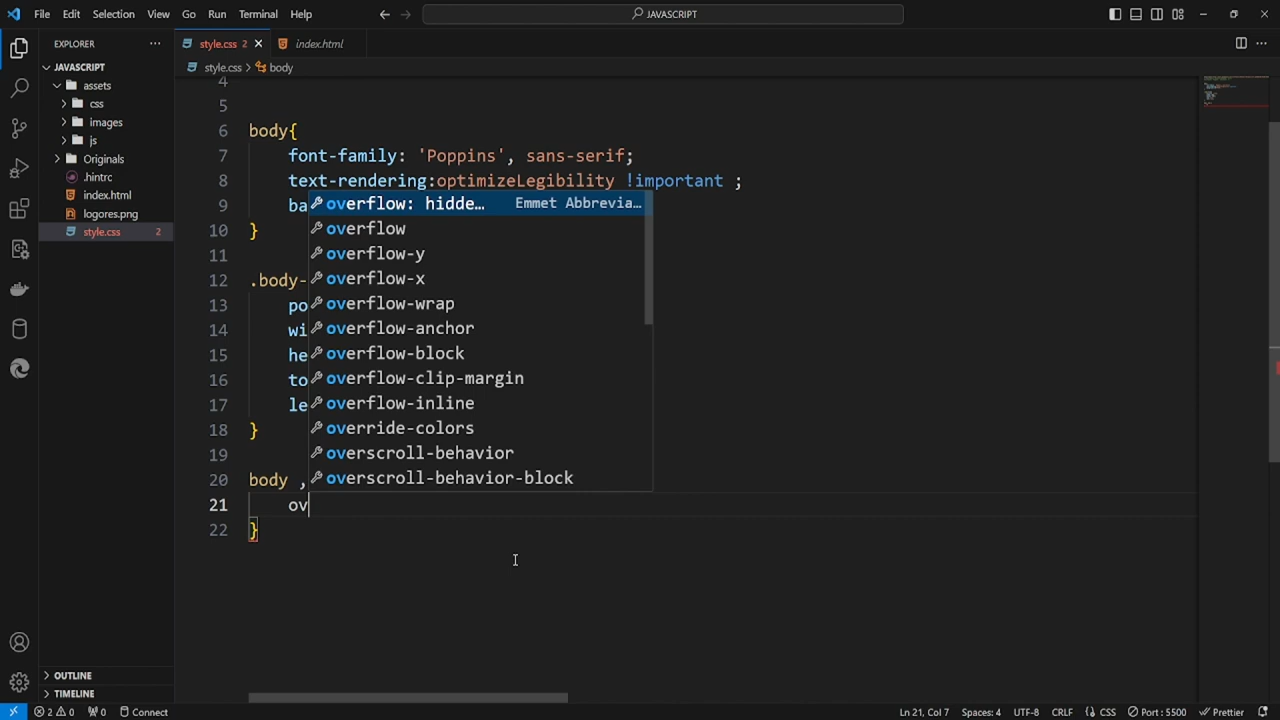 File Edit Selection View Go Run Terminal Help JAVASCRIPT
EXPLORER ... style.css 2 index.html ...
JAVASCRIPT style.css > body
assets
css
images
js
Originals
.hintrc
index.html
logores.png
style.css 2
4
5
6 body{
7 font-family: 'Poppins', sans-serif;
8 text-rendering:optimizeLegibility !important ;
9 ba
10 }
11
12 .body-
13 po
14 wi
15 he
16 to
17 le
18 }
19
20 body ,
21 ov
22 }
overflow: hidde… Emmet Abbrevia…
overflow
overflow-y
overflow-x
overflow-wrap
overflow-anchor
overflow-block
overflow-clip-margin
overflow-inline
override-colors
overscroll-behavior
overscroll-behavior-block
OUTLINE
TIMELINE
2 0 0 Connect Ln 21, Col 7 Spaces: 4 UTF-8 CRLF {} CSS Port : 5500 Prettier